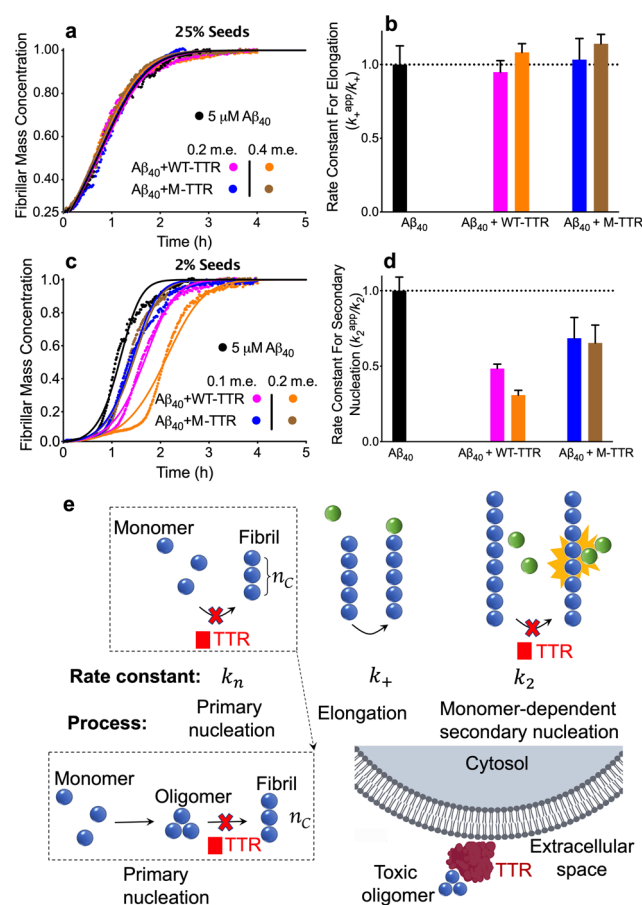 a
25% Seeds
Fibrillar Mass Concentration
1.00
0.80
0.60
0.40
0.25
5 μM Aβ40
0.2 m.e. 0.4 m.e.
Aβ40+WT-TTR
Aβ40+M-TTR
0 1 2 3 4 5
Time (h)
b
Rate Constant For Elongation
(k+app/k+)
1.0
0.5
0.0
Aβ40 Aβ40 + WT-TTR Aβ40 + M-TTR
c
2% Seeds
Fibrillar Mass Concentration
1.0
0.8
0.6
0.4
0.2
0.0
5 μM Aβ40
0.1 m.e. 0.2 m.e.
Aβ40+WT-TTR
Aβ40+M-TTR
0 1 2 3 4 5
Time (h)
d
Rate Constant For Secondary
Nucleation (k2app/k2)
1.0
0.5
0.0
Aβ40 Aβ40 + WT-TTR Aβ40 + M-TTR
e
Monomer
Fibril
nC
TTR
TTR
Rate constant: kn k+ k2
Process: Primary nucleation
Elongation
Monomer-dependent
secondary nucleation
Monomer
Oligomer
Fibril
nC
TTR
Primary
nucleation
Cytosol
Extracellular
space
TTR
Toxic
oligomer